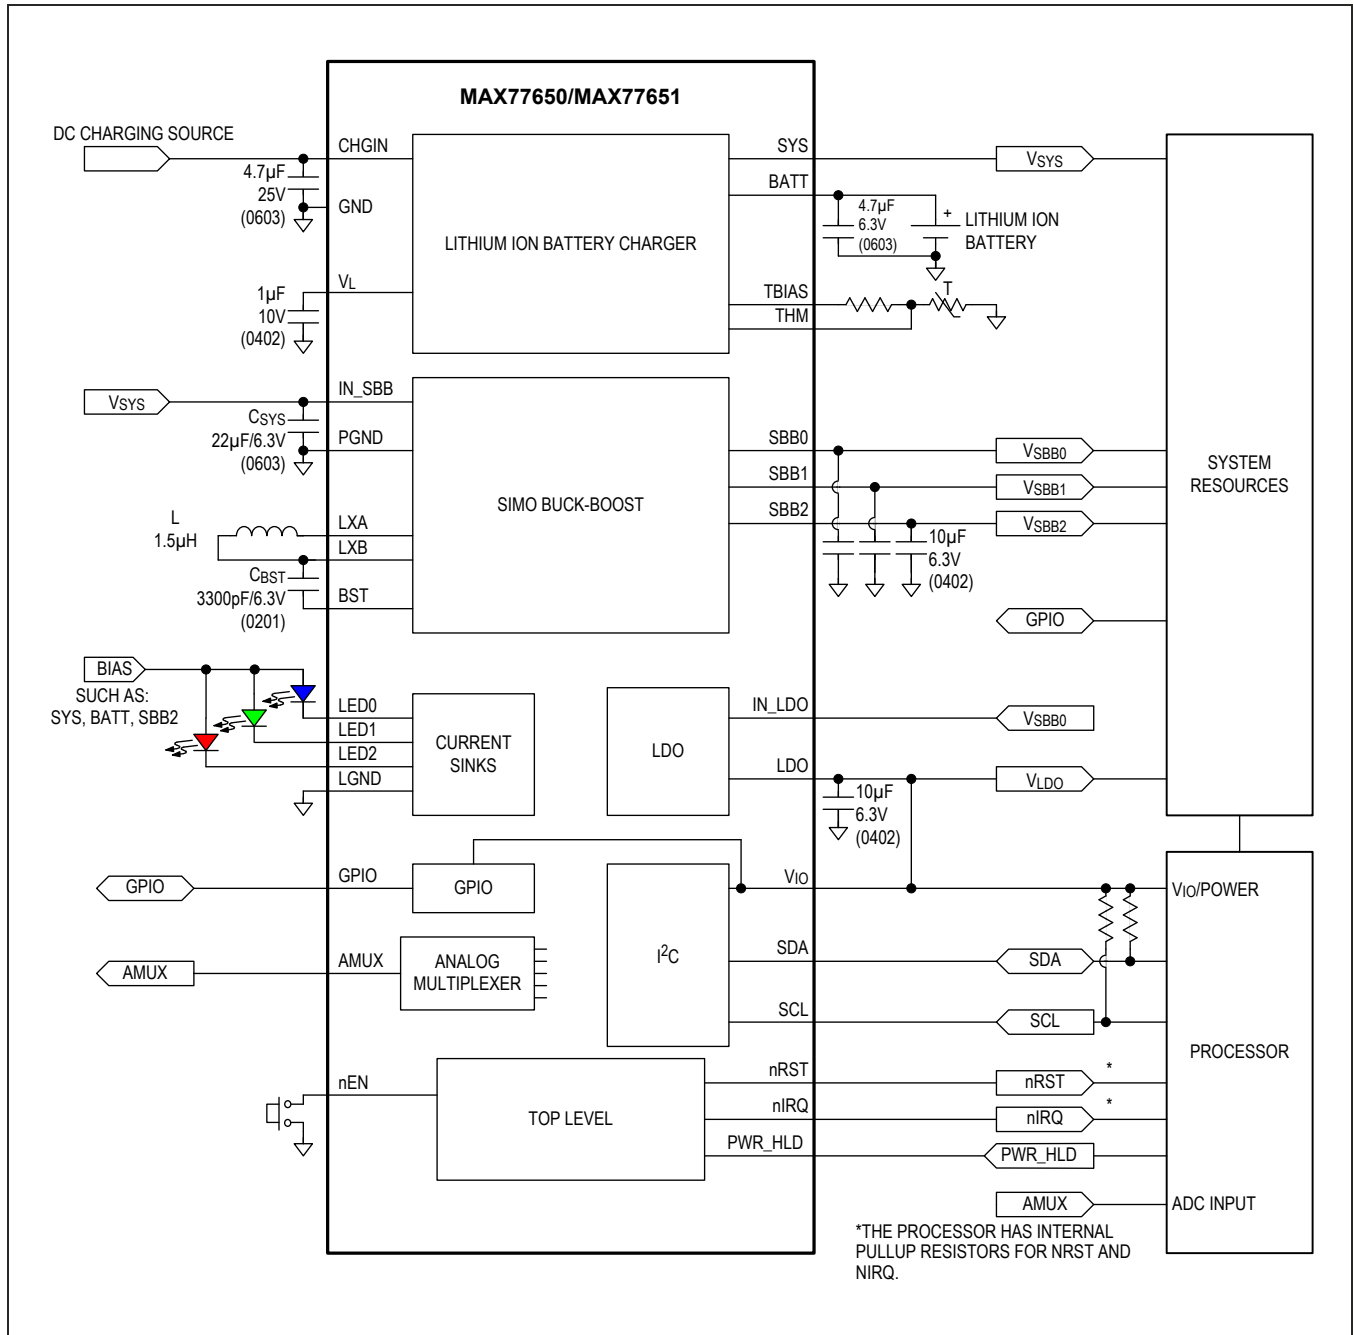 MAX77650/MAX77651
DC CHARGING SOURCE
CHGIN
4.7µF
25V
(0603)
GND
VL
1µF
10V
(0402)
LITHIUM ION BATTERY CHARGER
SYS
BATT
VSYS
4.7µF
6.3V
(0603)
+
LITHIUM ION
BATTERY
TBIAS
THM
T
VSYS
IN_SBB
CSYS
22µF/6.3V
(0603)
PGND
L
1.5µH
LXA
LXB
CBST
3300pF/6.3V
(0201)
BST
SIMO BUCK-BOOST
SBB0
SBB1
SBB2
VSBB0
VSBB1
VSBB2
10µF
6.3V
(0402)
GPIO
SYSTEM
RESOURCES
BIAS
SUCH AS:
SYS, BATT, SBB2
LED0
LED1
LED2
LGND
CURRENT
SINKS
LDO
IN_LDO
LDO
VSBB0
VLDO
10µF
6.3V
(0402)
GPIO
GPIO
GPIO
AMUX
AMUX
ANALOG
MULTIPLEXER
I2C
VIO
SDA
SCL
SDA
SCL
VIO/POWER
PROCESSOR
nEN
TOP LEVEL
nRST
nIRQ
PWR_HLD
nRST
*
nIRQ
*
PWR_HLD
AMUX
ADC INPUT
*THE PROCESSOR HAS INTERNAL
PULLUP RESISTORS FOR NRST AND
NIRQ.